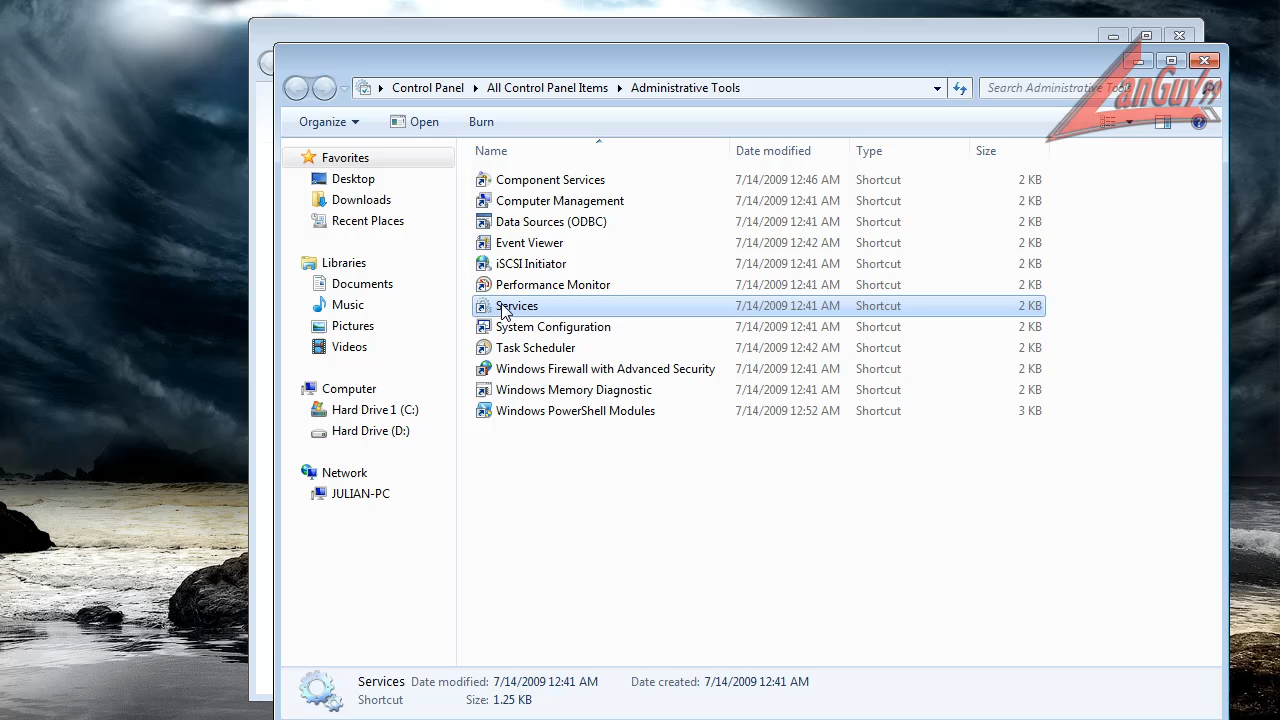 Control Panel ▸ All Control Panel Items ▸ Administrative Tools
Search Administrative Tools
LanGuy99
Organize
Open
Burn
Name
Date modified
Type
Size
Favorites
Desktop
Downloads
Recent Places
Libraries
Documents
Music
Pictures
Videos
Computer
Hard Drive 1 (C:)
Hard Drive (D:)
Network
JULIAN-PC
Component Services 7/14/2009 12:46 AM Shortcut 2 KB
Computer Management 7/14/2009 12:41 AM Shortcut 2 KB
Data Sources (ODBC) 7/14/2009 12:41 AM Shortcut 2 KB
Event Viewer 7/14/2009 12:42 AM Shortcut 2 KB
iSCSI Initiator 7/14/2009 12:41 AM Shortcut 2 KB
Performance Monitor 7/14/2009 12:41 AM Shortcut 2 KB
Services 7/14/2009 12:41 AM Shortcut 2 KB
System Configuration 7/14/2009 12:41 AM Shortcut 2 KB
Task Scheduler 7/14/2009 12:42 AM Shortcut 2 KB
Windows Firewall with Advanced Security 7/14/2009 12:41 AM Shortcut 2 KB
Windows Memory Diagnostic 7/14/2009 12:41 AM Shortcut 2 KB
Windows PowerShell Modules 7/14/2009 12:52 AM Shortcut 3 KB
Services Date modified: 7/14/2009 12:41 AM Date created: 7/14/2009 12:41 AM
Shortcut Size: 1.25 KB